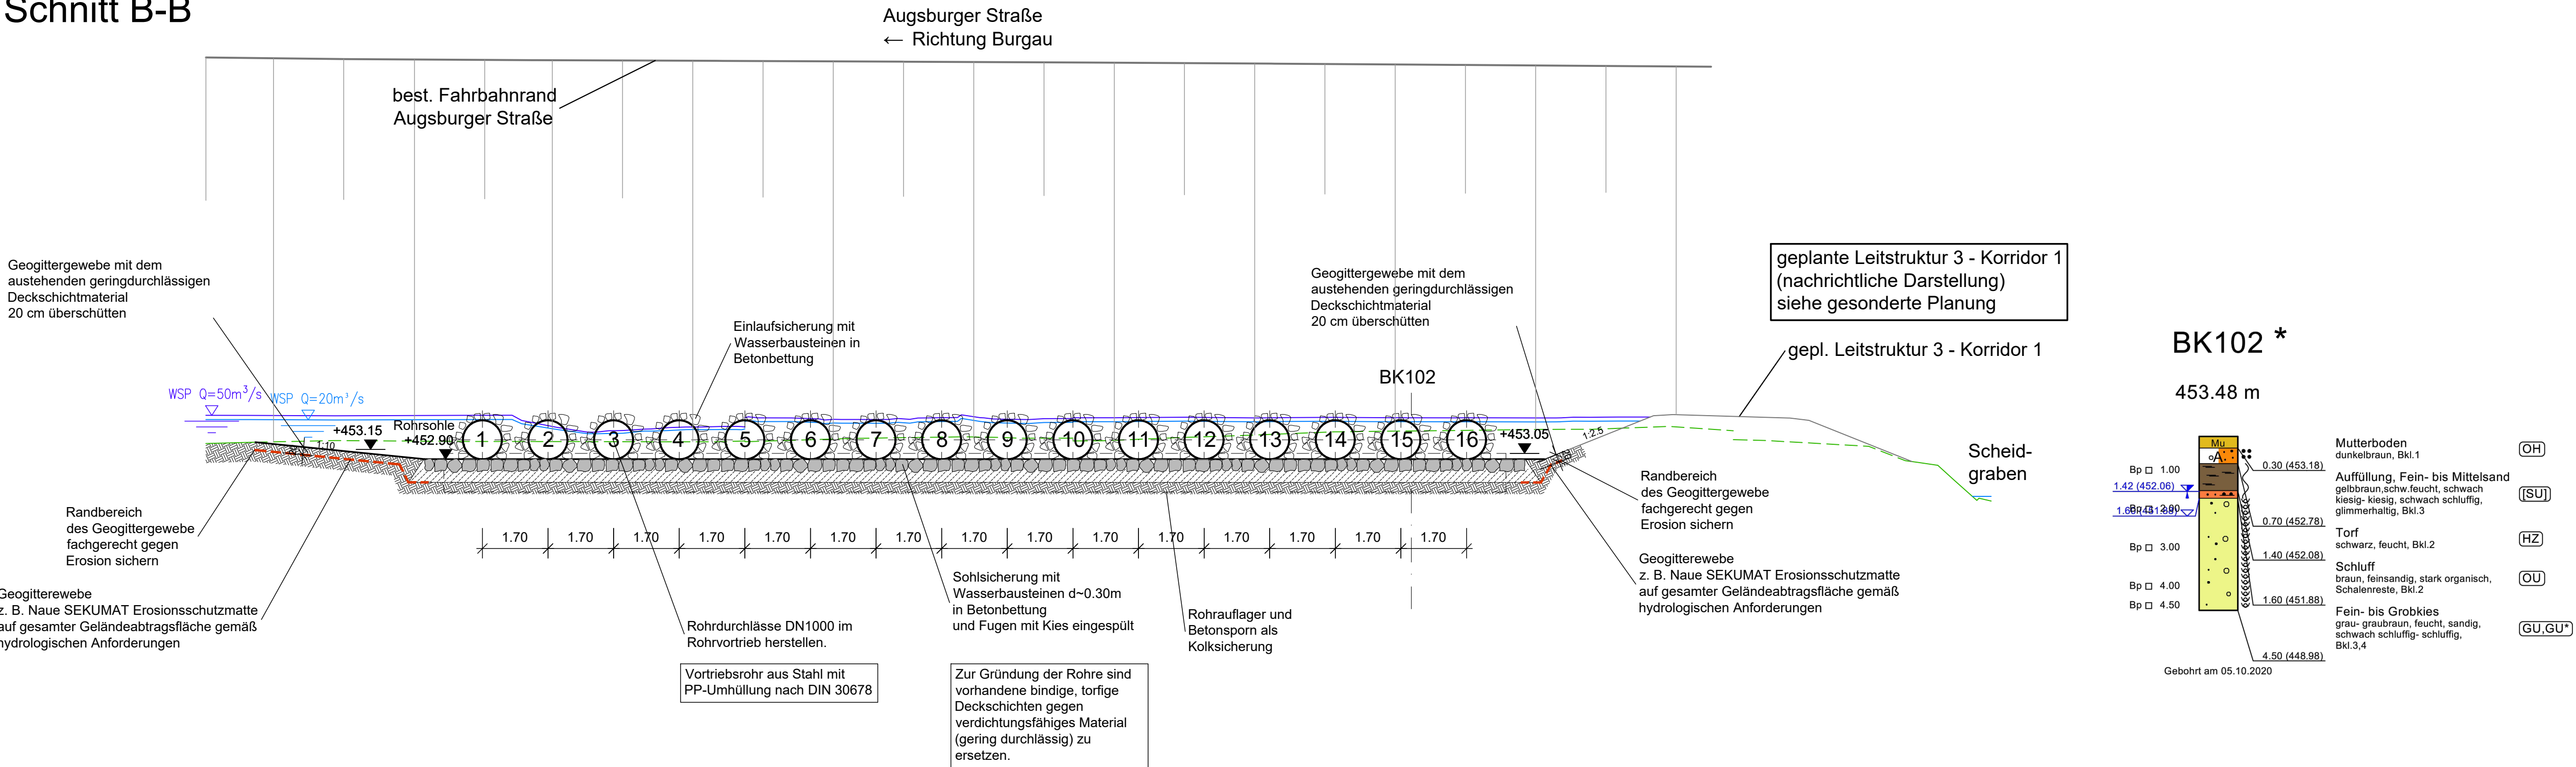 Schnitt B-B
Augsburger Straße
← Richtung Burgau
best. Fahrbahnrand
Augsburger Straße
Geogittergewebe mit dem
austehenden geringdurchlässigen
Deckschichtmaterial
20 cm überschütten
Einlaufsicherung mit
Wasserbausteinen in
Betonbettung
Geogittergewebe mit dem
austehenden geringdurchlässigen
Deckschichtmaterial
20 cm überschütten
geplante Leitstruktur 3 - Korridor 1
(nachrichtliche Darstellung)
siehe gesonderte Planung
gepl. Leitstruktur 3 - Korridor 1
BK102
WSP Q=50m³/s
WSP Q=20m³/s
+453.15
Rohrsohle
+452.90
1:10
1 2 3 4 5 6 7 8 9 10 11 12 13 14 15 16
+453.05
1:2.5
Scheid-
graben
Randbereich
des Geogittergewebe
fachgerecht gegen
Erosion sichern
Geogitterewebe
z. B. Naue SEKUMAT Erosionsschutzmatte
auf gesamter Geländeabtragsfläche gemäß
hydrologischen Anforderungen
1.70 1.70 1.70 1.70 1.70 1.70 1.70 1.70 1.70 1.70 1.70 1.70 1.70 1.70 1.70
Rohrdurchlässe DN1000 im
Rohrvortrieb herstellen.
Vortriebsrohr aus Stahl mit
PP-Umhüllung nach DIN 30678
Sohlsicherung mit
Wasserbausteinen d~0.30m
in Betonbettung
und Fugen mit Kies eingespült
Zur Gründung der Rohre sind
vorhandene bindige, torfige
Deckschichten gegen
verdichtungsfähiges Material
(gering durchlässig) zu
ersetzen.
Rohrauflager und
Betonsporn als
Kolksicherung
Randbereich
des Geogittergewebe
fachgerecht gegen
Erosion sichern
Geogitterewebe
z. B. Naue SEKUMAT Erosionsschutzmatte
auf gesamter Geländeabtragsfläche gemäß
hydrologischen Anforderungen
BK102 *
453.48 m
Mu
A
Bp 1.00
1.42 (452.06)
Bp 2.00
Bp 3.00
Bp 4.00
Bp 4.50
0.30 (453.18)
0.70 (452.78)
1.40 (452.08)
1.60 (451.88)
4.50 (448.98)
Mutterboden
dunkelbraun, Bkl.1
OH
Auffüllung, Fein- bis Mittelsand
gelbbraun,schw.feucht, schwach
kiesig- kiesig, schwach schluffig,
glimmerhaltig, Bkl.3
[SU]
Torf
schwarz, feucht, Bkl.2
HZ
Schluff
braun, feinsandig, stark organisch,
Schalenreste, Bkl.2
OU
Fein- bis Grobkies
grau- graubraun, feucht, sandig,
schwach schluffig- schluffig,
Bkl.3,4
GU,GU*
Gebohrt am 05.10.2020